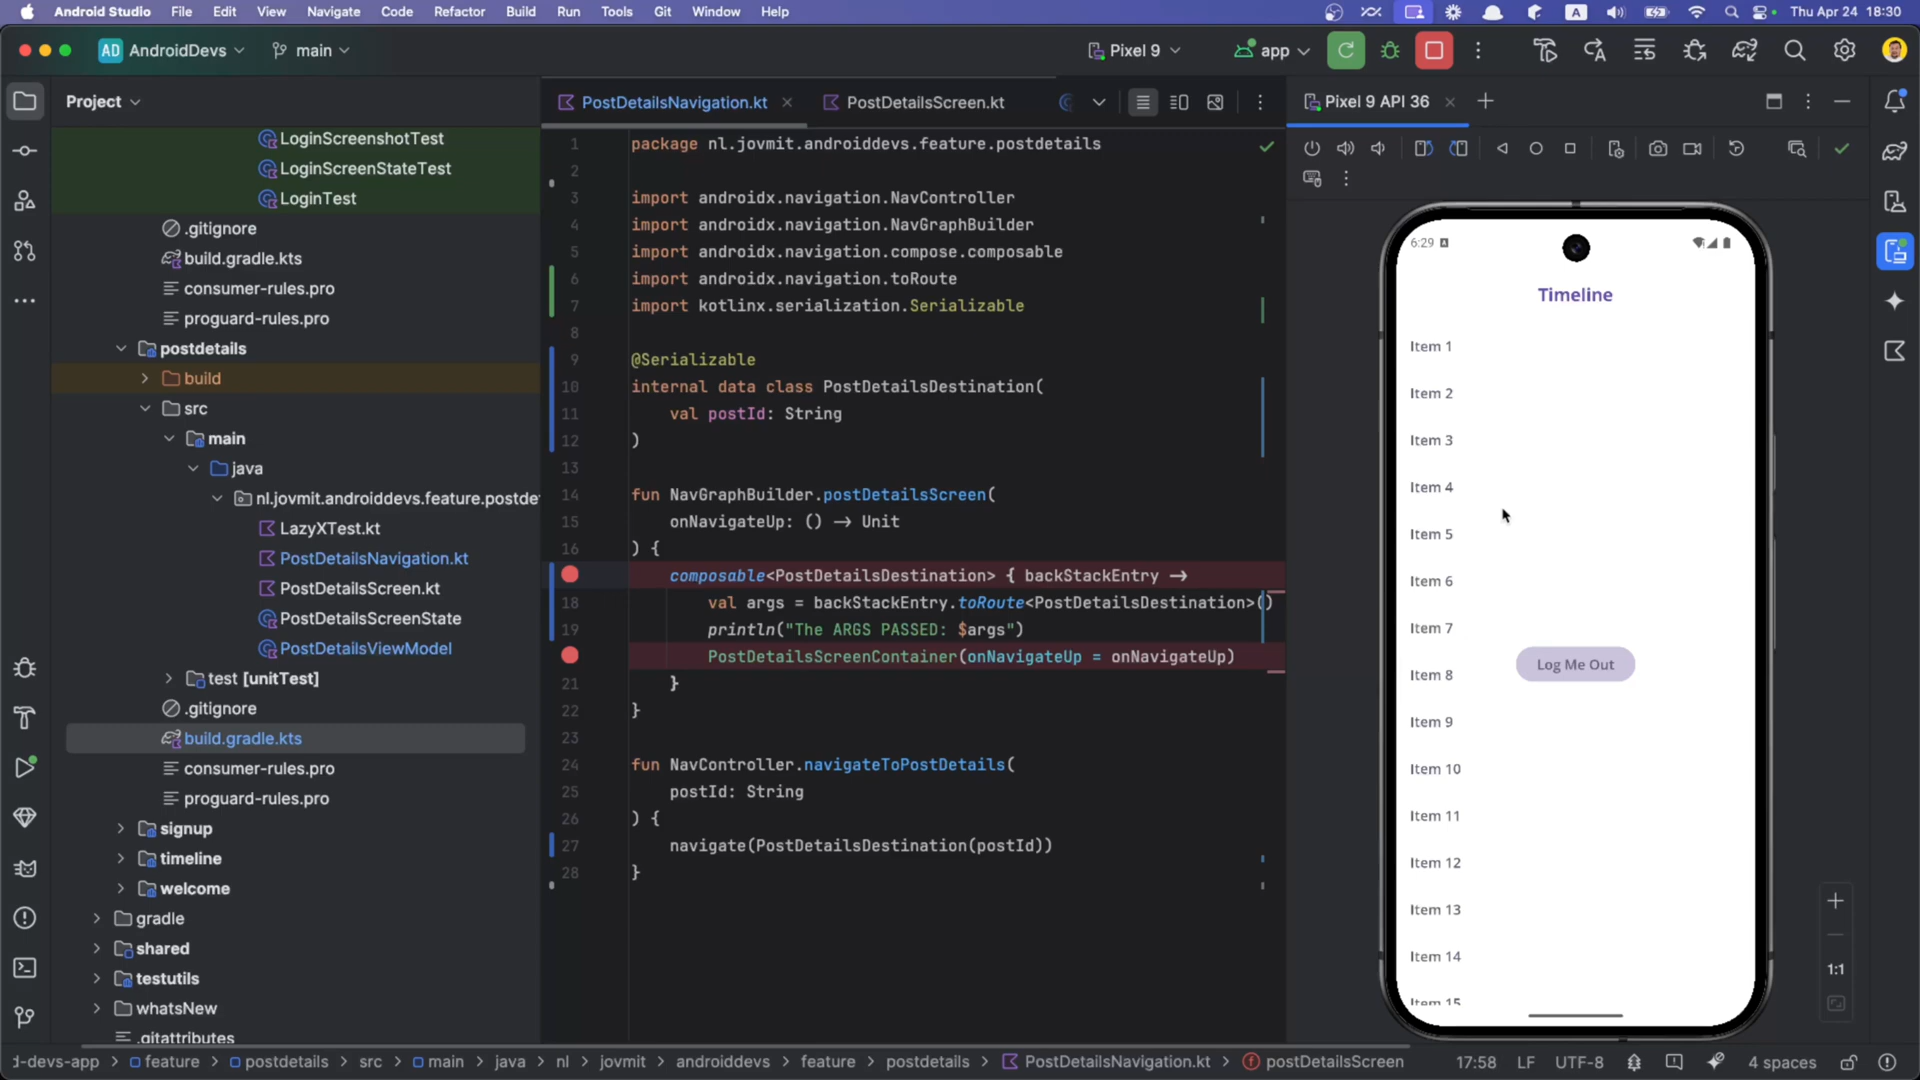 Android Studio File Edit View Navigate Code Refactor Build Run Tools Git Window Help A Thu Apr 24 18:30
AD AndroidDevs main Pixel 9 app
Project
LoginScreenshotTest
LoginScreenStateTest
LoginTest
.gitignore
build.gradle.kts
consumer-rules.pro
proguard-rules.pro
postdetails
build
src
main
java
nl.jovmit.androiddevs.feature.postde
LazyXTest.kt
PostDetailsNavigation.kt
PostDetailsScreen.kt
PostDetailsScreenState
PostDetailsViewModel
test [unitTest]
.gitignore
build.gradle.kts
consumer-rules.pro
proguard-rules.pro
signup
timeline
welcome
gradle
shared
testutils
whatsNew
.gitattributes
PostDetailsNavigation.kt PostDetailsScreen.kt
1 package nl.jovmit.androiddevs.feature.postdetails
2
3 import androidx.navigation.NavController
4 import androidx.navigation.NavGraphBuilder
5 import androidx.navigation.compose.composable
6 import androidx.navigation.toRoute
7 import kotlinx.serialization.Serializable
8
9 @Serializable
10 internal data class PostDetailsDestination(
11 val postId: String
12 )
13
14 fun NavGraphBuilder.postDetailsScreen(
15 onNavigateUp: () → Unit
16 ) {
composable<PostDetailsDestination> { backStackEntry →
18 val args = backStackEntry.toRoute<PostDetailsDestination>()
19 println("The ARGS PASSED: $args")
PostDetailsScreenContainer(onNavigateUp = onNavigateUp)
21 }
22 }
23
24 fun NavController.navigateToPostDetails(
25 postId: String
26 ) {
27 navigate(PostDetailsDestination(postId))
28 }
Pixel 9 API 36
6:29
Timeline
Item 1
Item 2
Item 3
Item 4
Item 5
Item 6
Item 7
Log Me Out
Item 8
Item 9
Item 10
Item 11
Item 12
Item 13
Item 14
Item 15
1:1
d-devs-app > feature > postdetails > src > main > java > nl > jovmit > androiddevs > feature > postdetails > PostDetailsNavigation.kt > postDetailsScreen 17:58 LF UTF-8 4 spaces